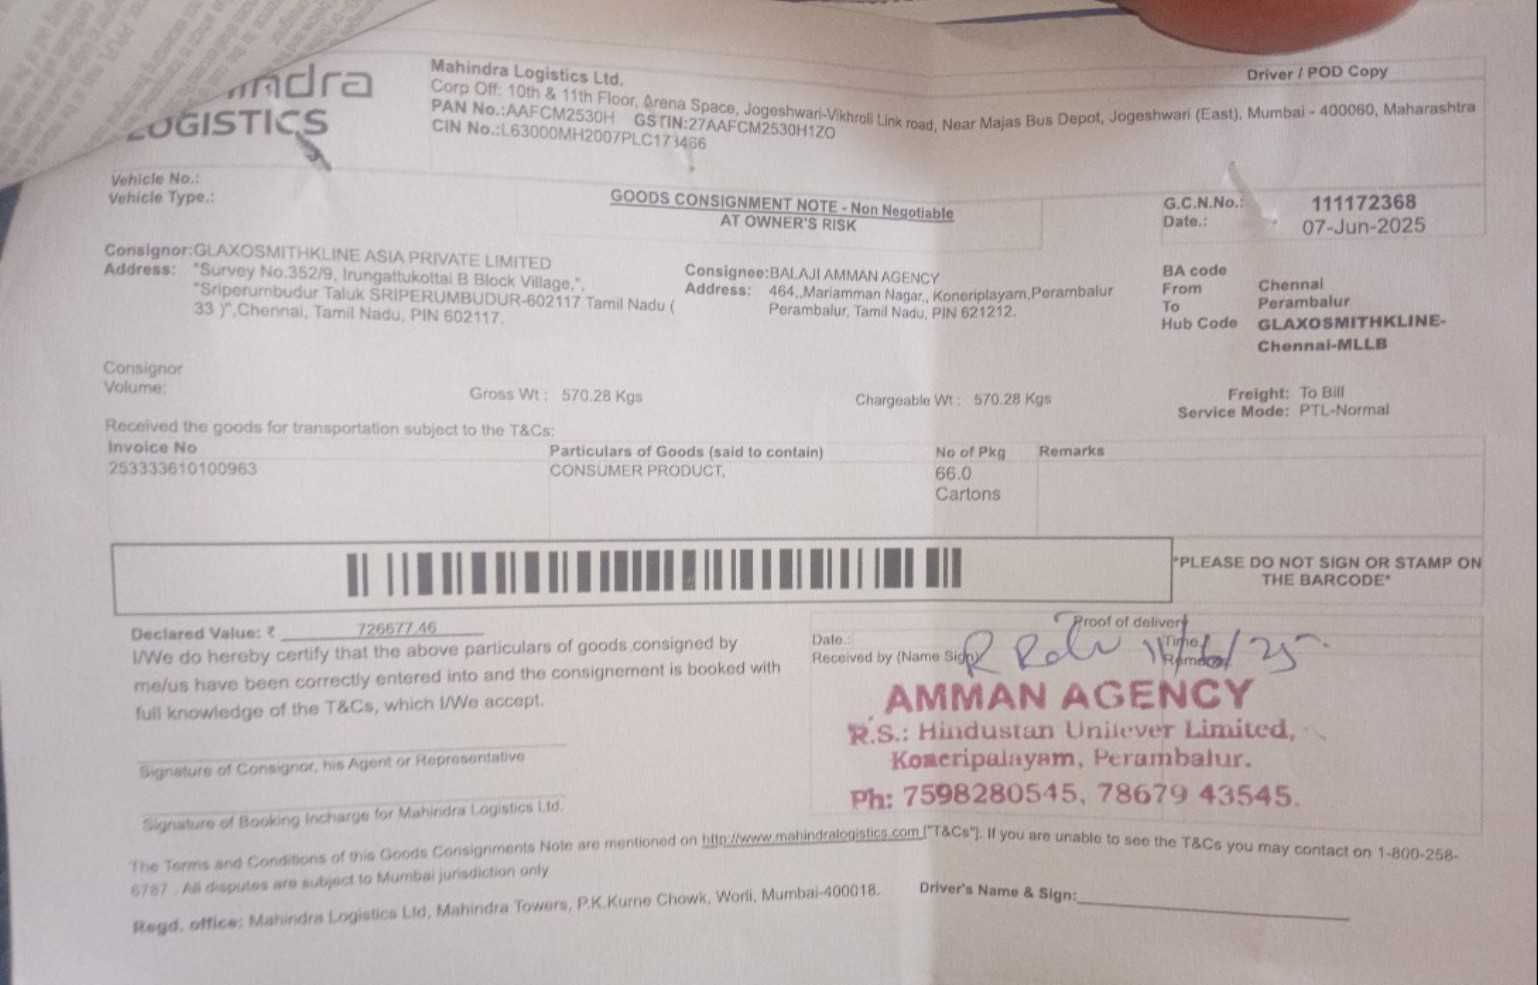 ndra
LOGISTICS
Mahindra Logistics Ltd.
Driver / POD Copy
Corp Off: 10th & 11th Floor, Arena Space, Jogeshwari-Vikhroli Link road, Near Majas Bus Depot, Jogeshwari (East), Mumbai - 400060, Maharashtra
PAN No.:AAFCM2530H GSTIN:27AAFCM2530H1ZO
CIN No.:L63000MH2007PLC173466
Vehicle No.:
Vehicle Type.:
GOODS CONSIGNMENT NOTE - Non Negotiable
AT OWNER'S RISK
G.C.N.No.: 111172368
Date.: 07-Jun-2025
Consignor:GLAXOSMITHKLINE ASIA PRIVATE LIMITED
Address: "Survey No.352/9, Irungattukottai B Block Village,",
"Sriperumbudur Taluk SRIPERUMBUDUR-602117 Tamil Nadu (
33 )",Chennai, Tamil Nadu, PIN 602117.
Consignee:BALAJI AMMAN AGENCY
Address: 464,,Mariamman Nagar,, Koneriplayam,Perambalur
Perambalur, Tamil Nadu, PIN 621212.
BA code
From Chennai
To Perambalur
Hub Code GLAXOSMITHKLINE-
Chennai-MLLB
Consignor
Volume:
Gross Wt : 570.28 Kgs
Chargeable Wt : 570.28 Kgs
Freight: To Bill
Service Mode: PTL-Normal
Received the goods for transportation subject to the T&Cs:
Invoice No Particulars of Goods (said to contain) No of Pkg Remarks
253333610100963 CONSUMER PRODUCT, 66.0
Cartons
*PLEASE DO NOT SIGN OR STAMP ON
THE BARCODE*
Declared Value: ₹ 726677.46
I/We do hereby certify that the above particulars of goods consigned by
me/us have been correctly entered into and the consignement is booked with
full knowledge of the T&Cs, which I/We accept.
Signature of Consignor, his Agent or Representative
Signature of Booking Incharge for Mahindra Logistics Ltd.
Proof of delivery
Date.: Time
Received by (Name Sign) R 11/6/25
AMMAN AGENCY
R.S.: Hindustan Unilever Limited,
Koneripalayam, Perambalur.
Ph: 7598280545, 78679 43545.
The Terms and Conditions of this Goods Consignments Note are mentioned on http://www.mahindralogistics.com ["T&Cs"]. If you are unable to see the T&Cs you may contact on 1-800-258-
6787 . All disputes are subject to Mumbai jurisdiction only
Regd. office: Mahindra Logistics Ltd, Mahindra Towers, P.K.Kurne Chowk, Worli, Mumbai-400018.
Driver's Name & Sign: